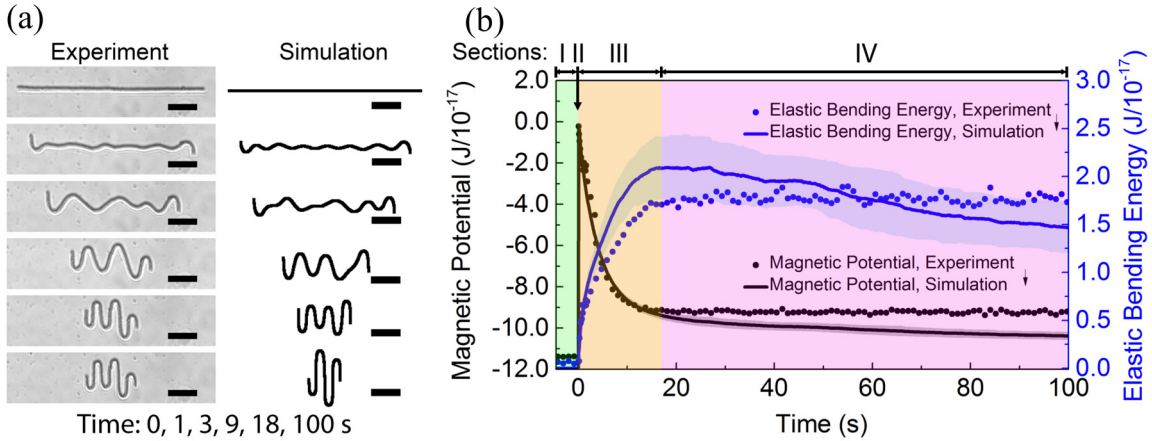 (a)
Experiment Simulation
Time: 0, 1, 3, 9, 18, 100 s
(b)
Sections: I II III IV
Magnetic Potential (J/10⁻¹⁷)
2.0
0.0
-2.0
-4.0
-6.0
-8.0
-10.0
-12.0
Elastic Bending Energy, Experiment
Elastic Bending Energy, Simulation
Magnetic Potential, Experiment
Magnetic Potential, Simulation
3.0
2.5
2.0
1.5
1.0
0.5
0.0
Elastic Bending Energy (J/10⁻¹⁷)
0 20 40 60 80 100
Time (s)